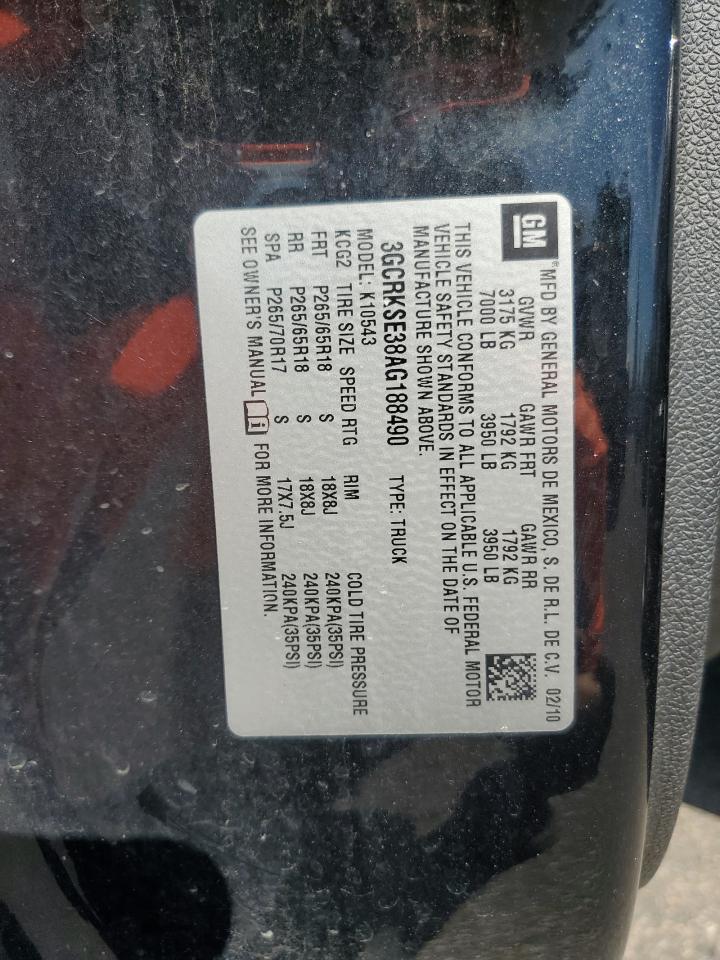 GM
® MFD BY GENERAL MOTORS DE MEXICO, S. DE R.L. DE C.V. 02/10
GVWR GAWR FRT GAWR RR
3175 KG 1792 KG 1792 KG
7000 LB 3950 LB 3950 LB
THIS VEHICLE CONFORMS TO ALL APPLICABLE U.S. FEDERAL MOTOR
VEHICLE SAFETY STANDARDS IN EFFECT ON THE DATE OF
MANUFACTURE SHOWN ABOVE.
3GCRKSE38AG188490 TYPE: TRUCK
MODEL: K10543
KCG2 TIRE SIZE SPEED RTG RIM COLD TIRE PRESSURE
FRT P265/65R18 S 18X8J 240KPA(35PSI)
RR P265/65R18 S 18X8J 240KPA(35PSI)
SPA P265/70R17 S 17X7.5J 240KPA(35PSI)
SEE OWNER'S MANUAL i FOR MORE INFORMATION.